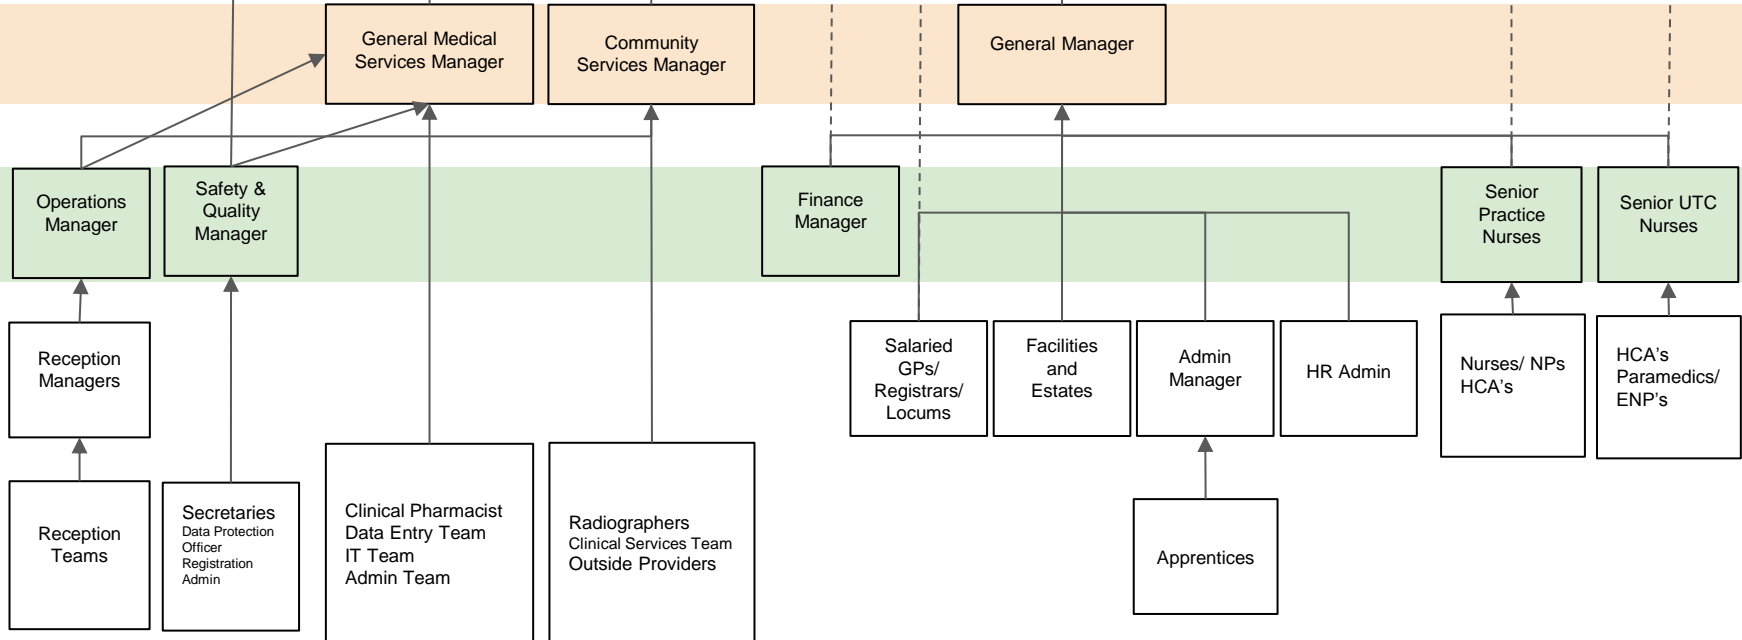 General Medical
Services Manager
Community
Services Manager
General Manager
Operations
Manager
Safety &
Quality
Manager
Finance
Manager
Senior
Practice
Nurses
Senior UTC
Nurses
Reception
Managers
Salaried
GPs/
Registrars/
Locums
Facilities
and
Estates
Admin
Manager
HR Admin
Nurses/ NPs
HCA's
HCA's
Paramedics/
ENP's
Reception
Teams
Secretaries
Data Protection
Officer
Registration
Admin
Clinical Pharmacist
Data Entry Team
IT Team
Admin Team
Radiographers
Clinical Services Team
Outside Providers
Apprentices